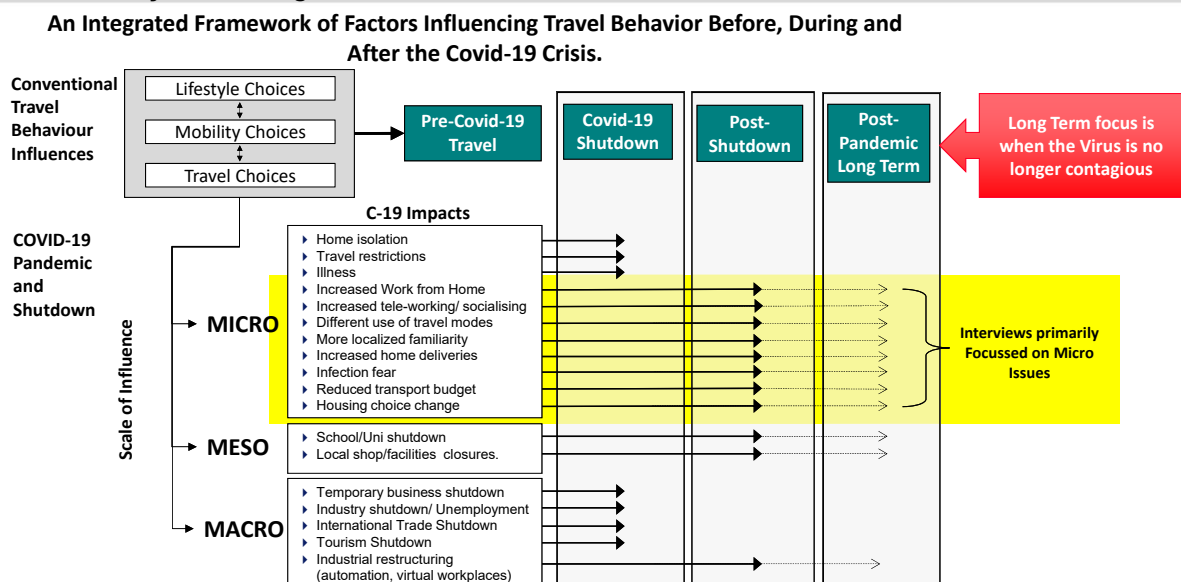 An Integrated Framework of Factors Influencing Travel Behavior Before, During and
After the Covid-19 Crisis.
Conventional
Travel
Behaviour
Influences
Lifestyle Choices
Mobility Choices
Travel Choices
Pre-Covid-19
Travel
Covid-19
Shutdown
Post-
Shutdown
Post-
Pandemic
Long Term
Long Term focus is
when the Virus is no
longer contagious
COVID-19
Pandemic
and
Shutdown
Scale of Influence
C-19 Impacts
MICRO
Home isolation
Travel restrictions
Illness
Increased Work from Home
Increased tele-working/ socialising
Different use of travel modes
More localized familiarity
Increased home deliveries
Infection fear
Reduced transport budget
Housing choice change
Interviews primarily
Focussed on Micro
Issues
MESO
School/Uni shutdown
Local shop/facilities closures.
MACRO
Temporary business shutdown
Industry shutdown/ Unemployment
International Trade Shutdown
Tourism Shutdown
Industrial restructuring
(automation, virtual workplaces)